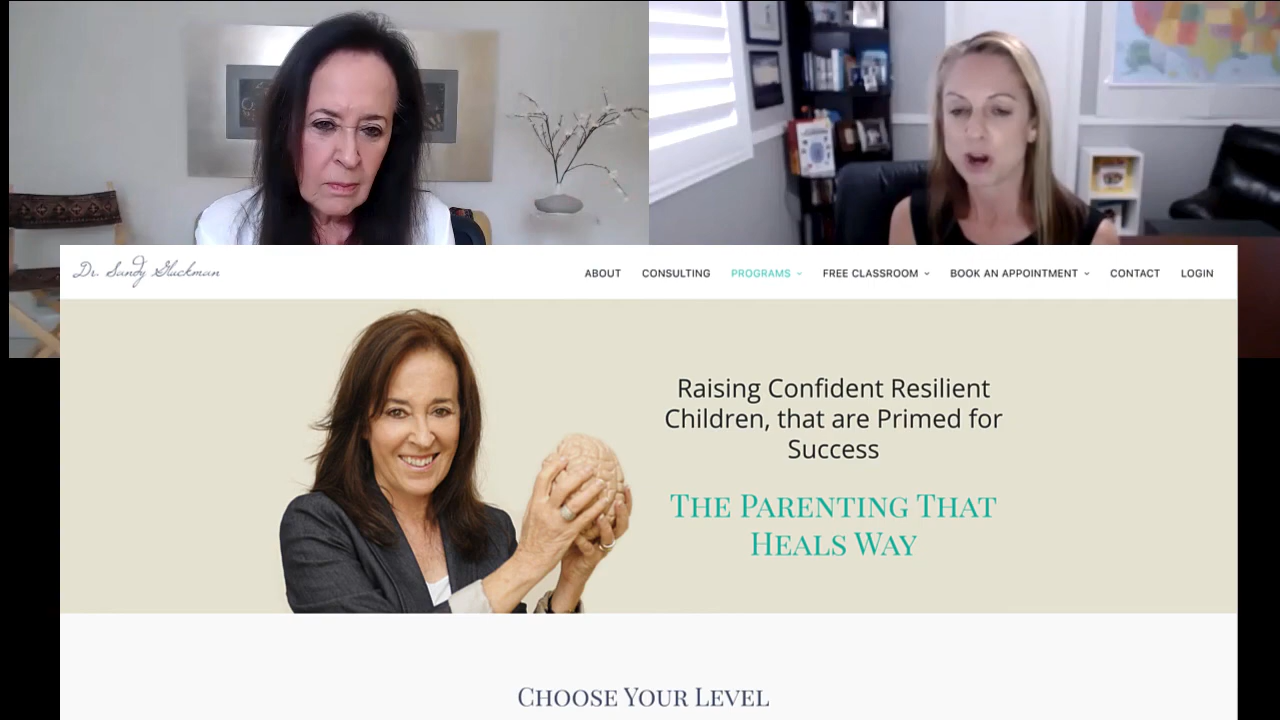 Dr. Sandy Gluckman
ABOUT CONSULTING PROGRAMS FREE CLASSROOM BOOK AN APPOINTMENT CONTACT LOGIN
Raising Confident Resilient
Children, that are Primed for
Success
THE PARENTING THAT
HEALS WAY
CHOOSE YOUR LEVEL